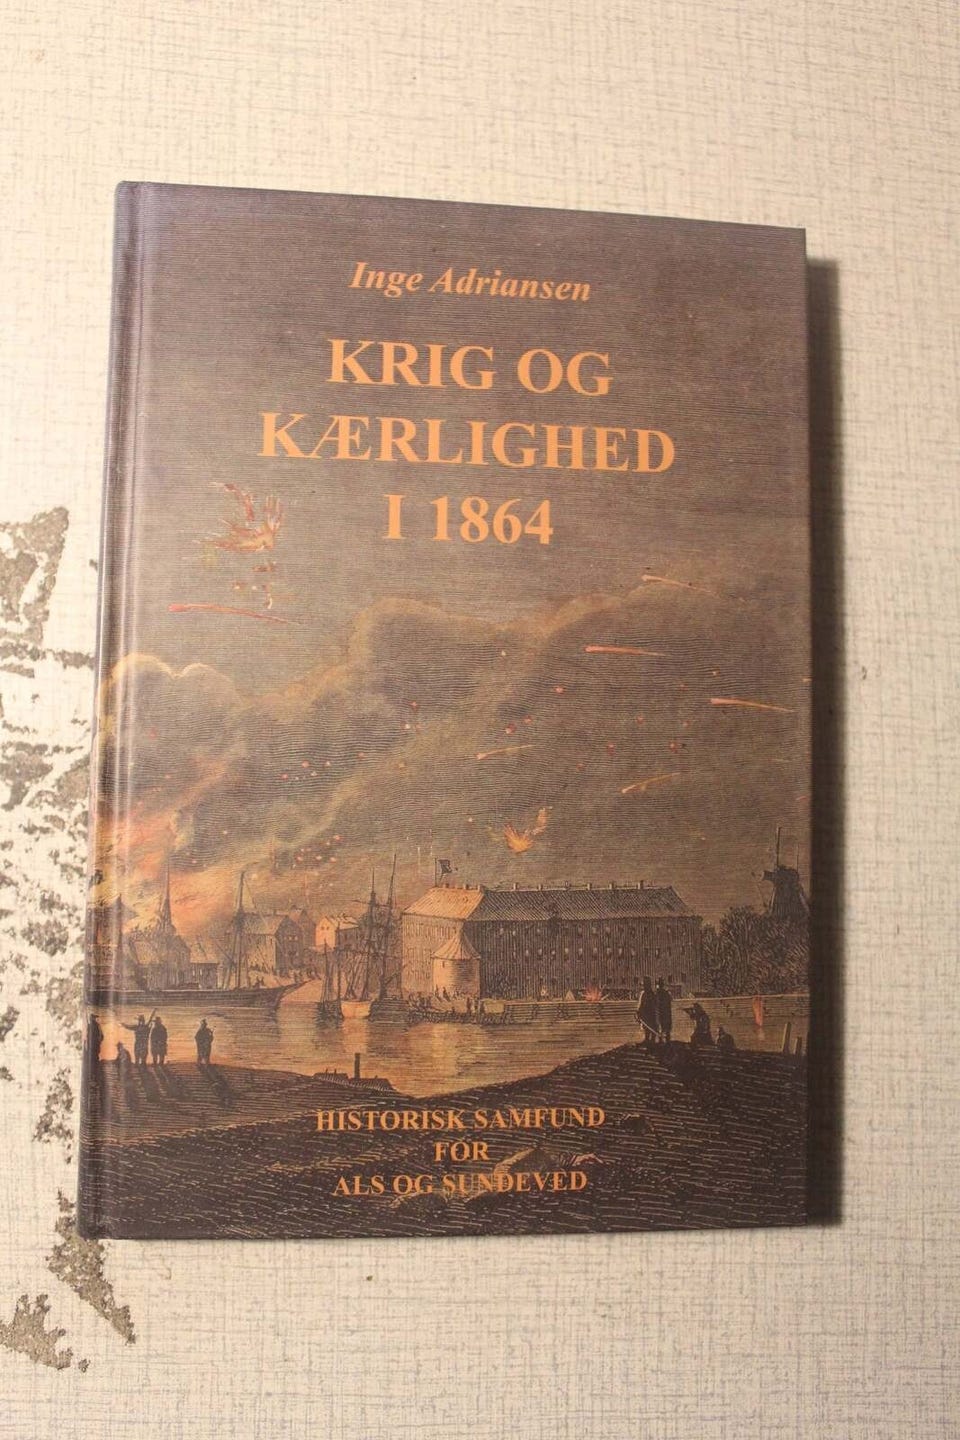 Inge Adriansen
KRIG OG
KÆRLIGHED
I 1864
HISTORISK SAMFUND
FOR
ALS OG SUNDEVED